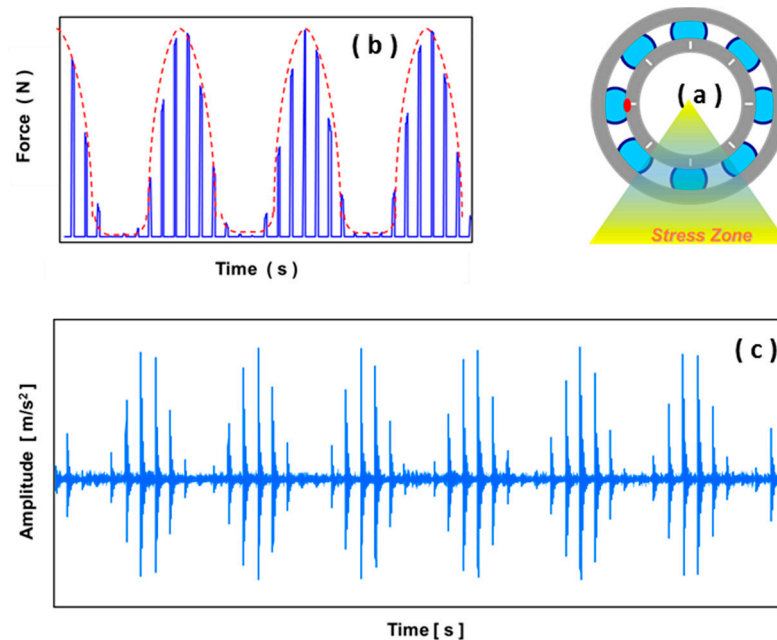 ( b )
Force ( N )
Time ( s )
( a )
Stress Zone
( c )
Amplitude [ m/s² ]
Time [ s ]